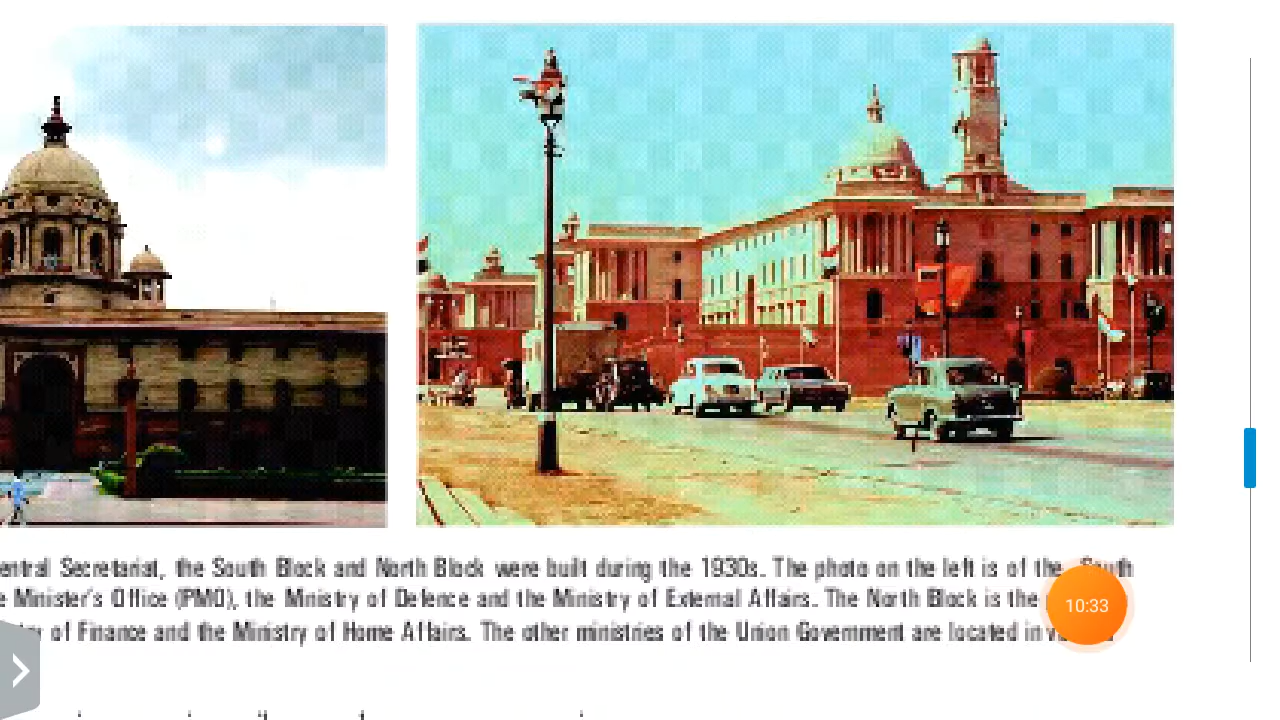 entral Secretariat, the South Block and North Block were built during the 1930s. The photo on the left is of the South
e Minister's Office (PMO), the Ministry of Defence and the Ministry of External Affairs. The North Block is the
try of Finance and the Ministry of Home Affairs. The other ministries of the Union Government are located in
10:33